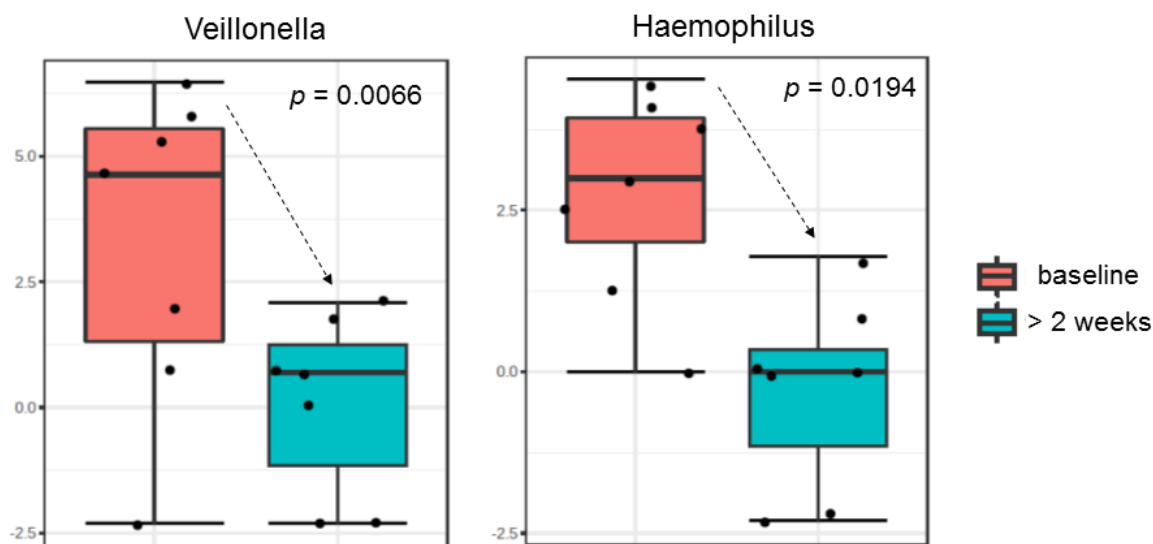 Veillonella
Haemophilus
p = 0.0066
p = 0.0194
5.0
2.5
0.0
-2.5
2.5
0.0
-2.5
baseline
> 2 weeks